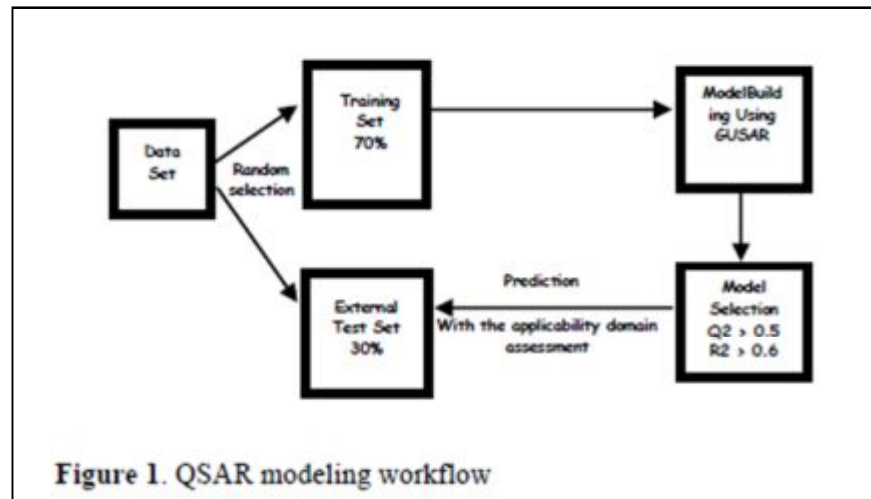 Data
Set
Random
selection
Training
Set
70%
ModelBuild
ing Using
GUSAR
External
Test Set
30%
Prediction
With the applicability domain
assessment
Model
Selection
Q2 > 0.5
R2 > 0.6
Figure 1. QSAR modeling workflow